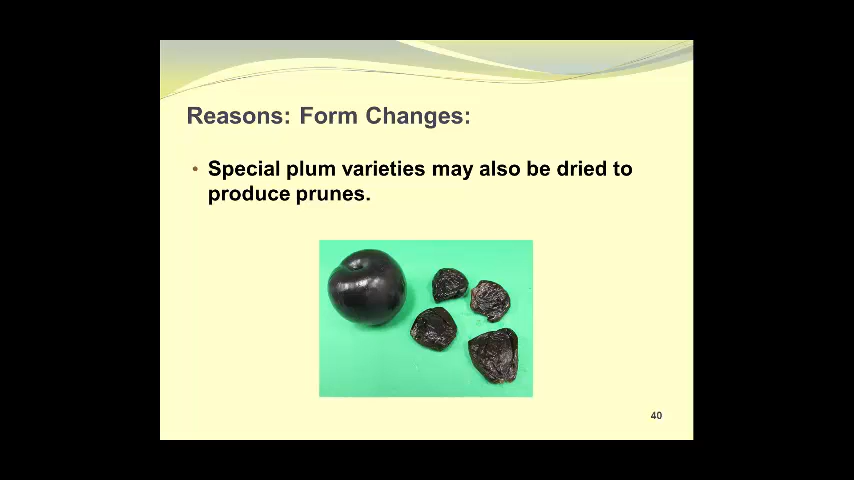 Reasons: Form Changes:
• Special plum varieties may also be dried to
produce prunes.
40